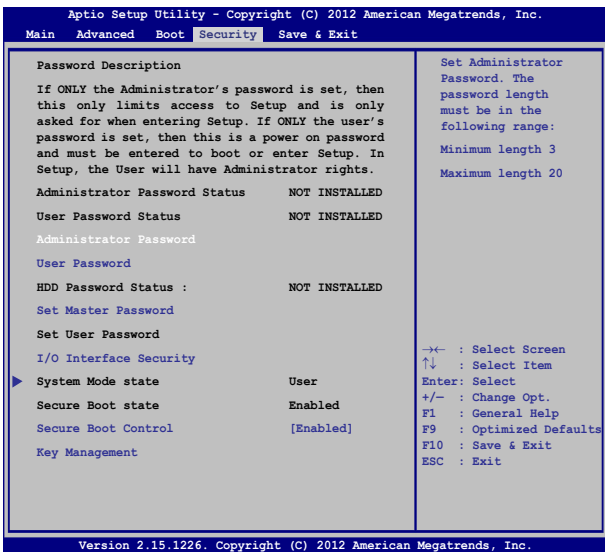 Aptio Setup Utility - Copyright (C) 2012 American Megatrends, Inc.
Main Advanced Boot Security Save & Exit
Password Description
If ONLY the Administrator's password is set, then
this only limits access to Setup and is only
asked for when entering Setup. If ONLY the user's
password is set, then this is a power on password
and must be entered to boot or enter Setup. In
Setup, the User will have Administrator rights.
Administrator Password Status NOT INSTALLED
User Password Status NOT INSTALLED
Administrator Password
User Password
HDD Password Status : NOT INSTALLED
Set Master Password
Set User Password
I/O Interface Security
System Mode state User
Secure Boot state Enabled
Secure Boot Control [Enabled]
Key Management
Set Administrator
Password. The
password length
must be in the
following range:
Minimum length 3
Maximum length 20
→← : Select Screen
↑↓ : Select Item
Enter: Select
+/— : Change Opt.
F1 : General Help
F9 : Optimized Defaults
F10 : Save & Exit
ESC : Exit
Version 2.15.1226. Copyright (C) 2012 American Megatrends, Inc.